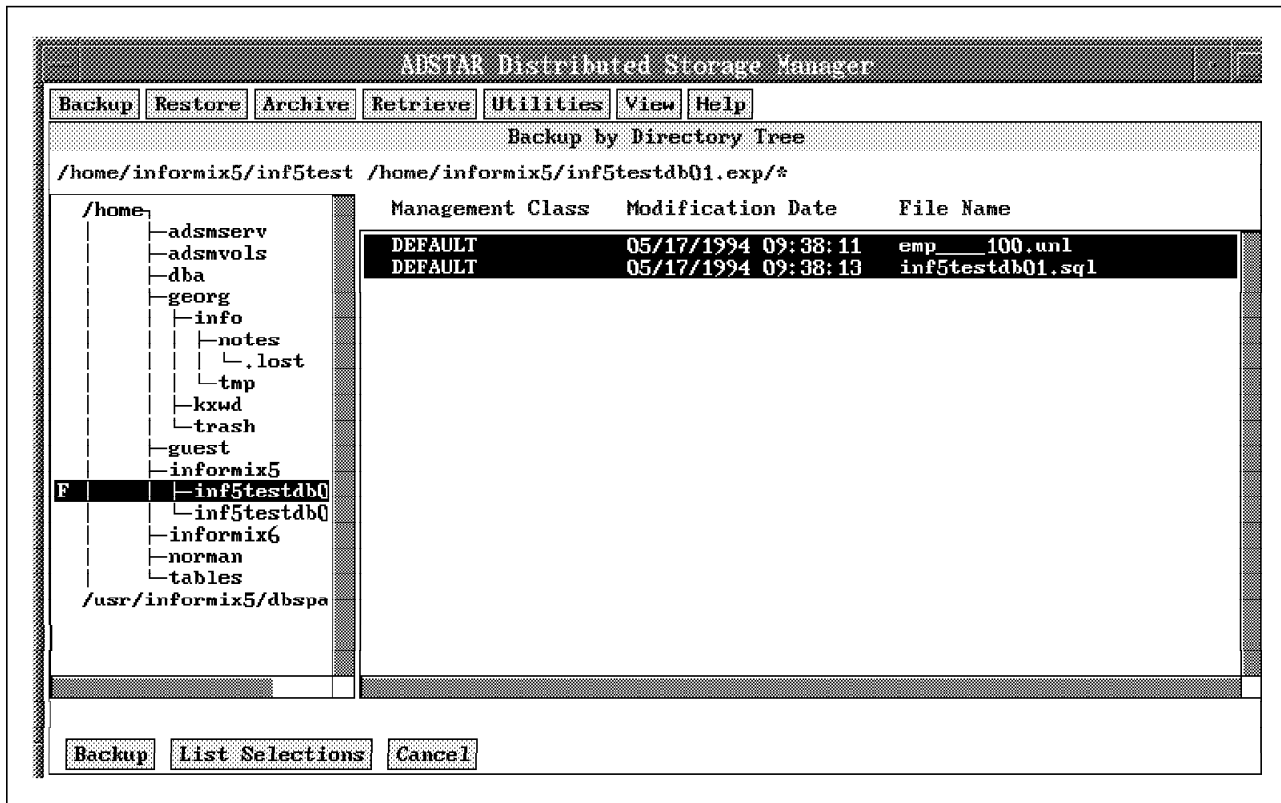 ADSTAR Distributed Storage Manager
Backup Restore Archive Retrieve Utilities View Help
Backup by Directory Tree
/home/informix5/inf5test /home/informix5/inf5testdb01.exp/*
/home
adsmserv
adsmvols
dba
georg
info
notes
.lost
tmp
kxwd
trash
guest
informix5
F inf5testdb0
inf5testdb0
informix6
norman
tables
/usr/informix5/dbspa
Management Class Modification Date File Name
DEFAULT 05/17/1994 09:38:11 emp____100.unl
DEFAULT 05/17/1994 09:38:13 inf5testdb01.sql
Backup List Selections Cancel